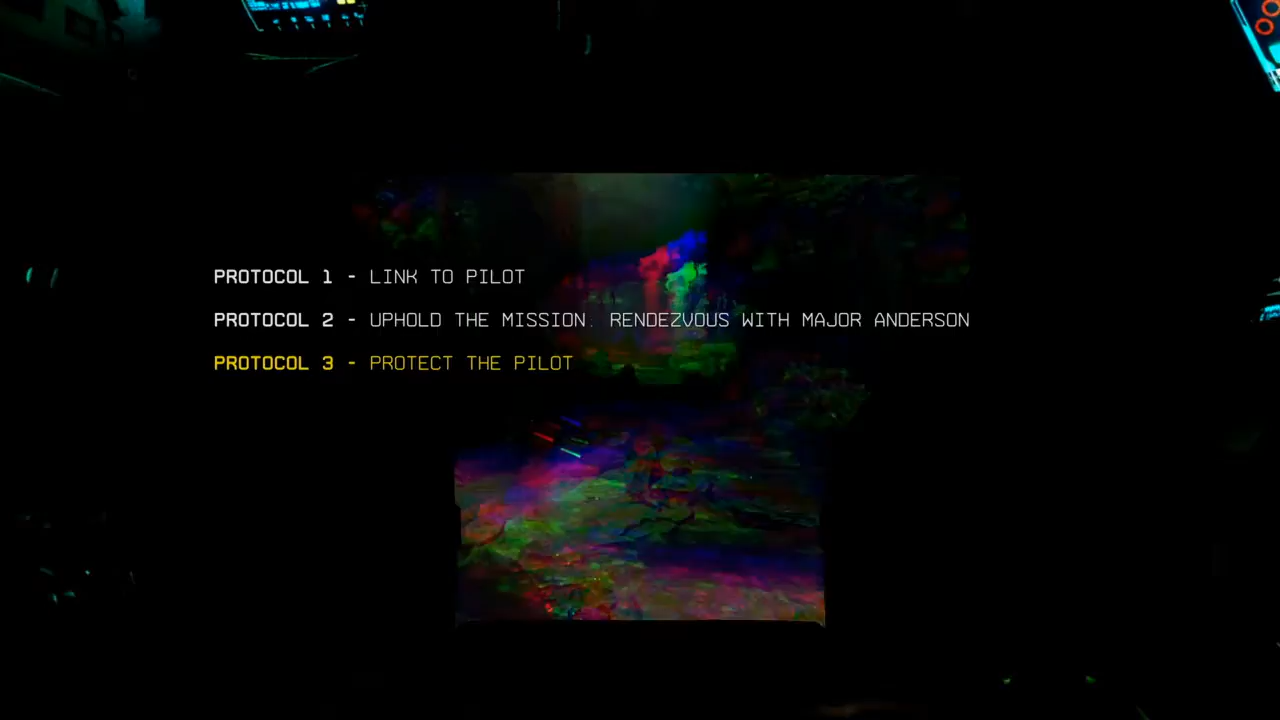 PROTOCOL 1 - LINK TO PILOT
PROTOCOL 2 - UPHOLD THE MISSION. RENDEZVOUS WITH MAJOR ANDERSON
PROTOCOL 3 - PROTECT THE PILOT